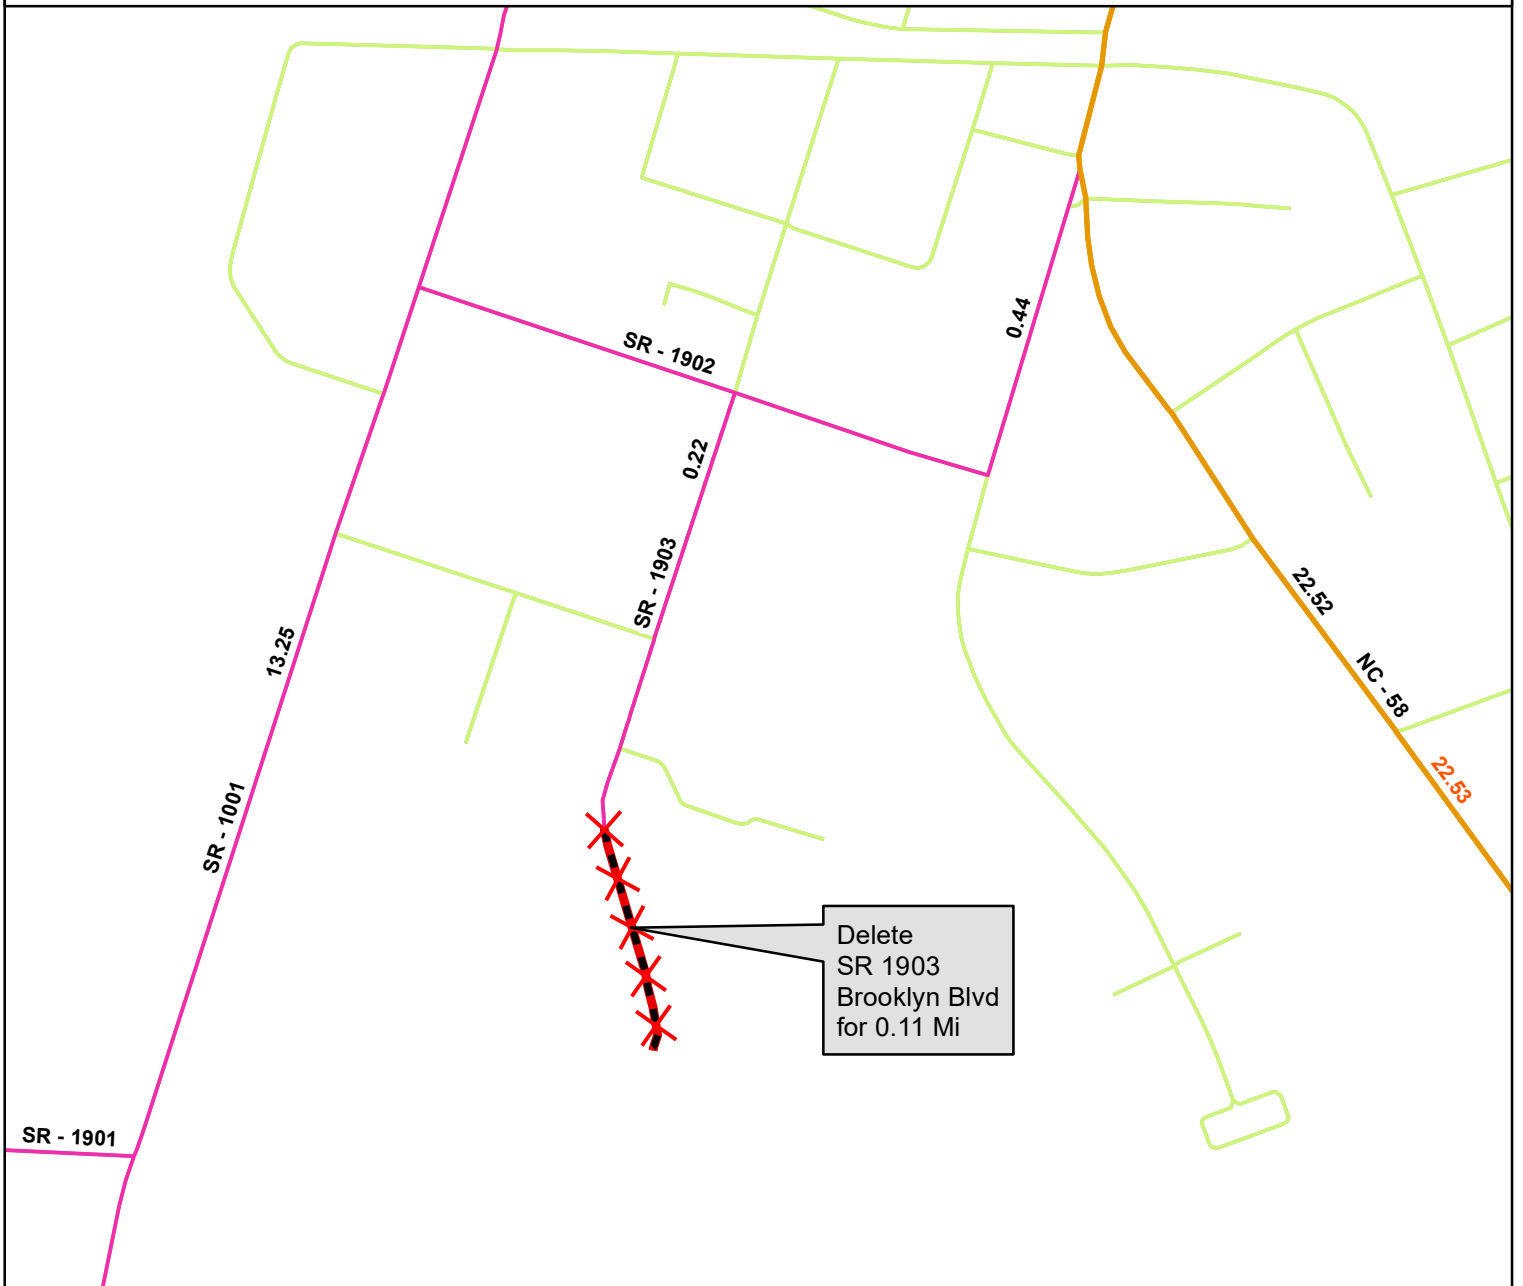 0.44
SR - 1902
0.22
SR - 1903
22.52
13.25
NC - 58
22.53
SR - 1001
Delete
SR 1903
Brooklyn Blvd
for 0.11 Mi
SR - 1901